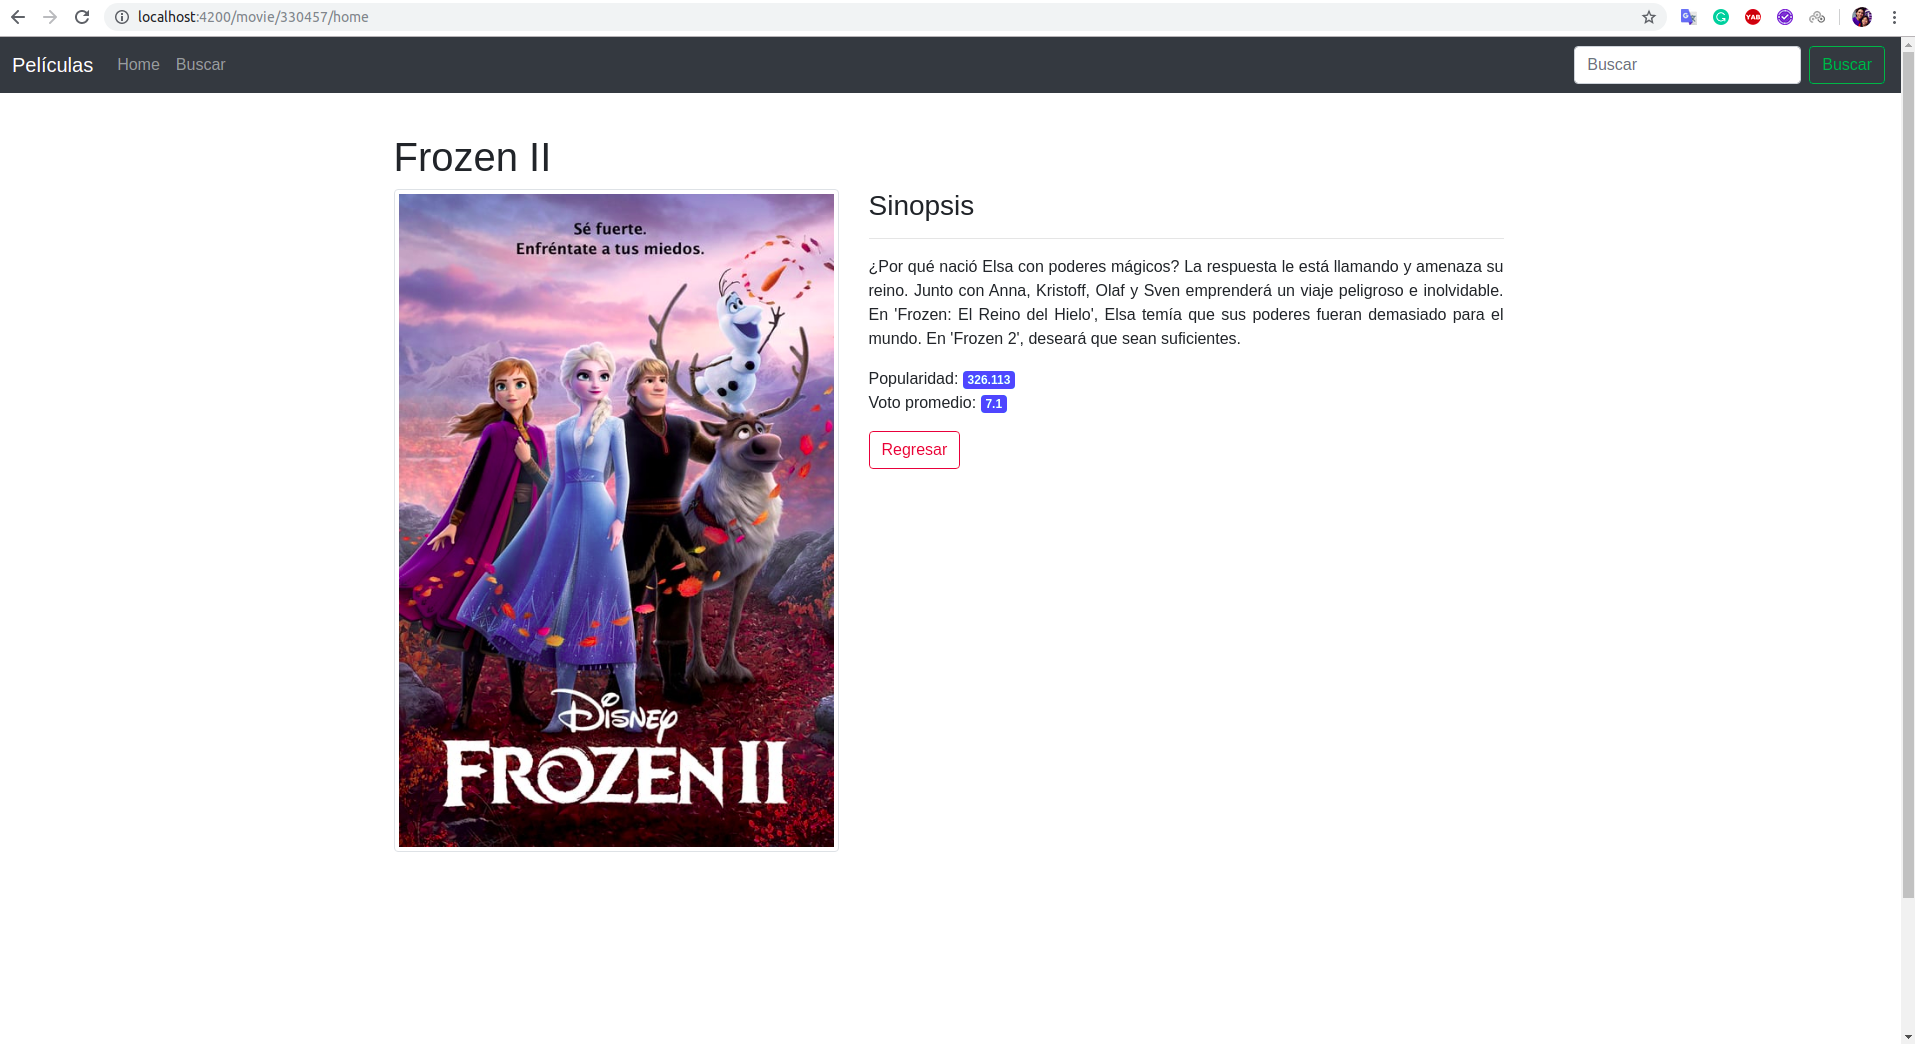 localhost:4200/movie/330457/home
YAB
Películas Home Buscar Buscar Buscar
Frozen II
Sé fuerte.
Enfréntate a tus miedos.
Disney
FROZEN II
Sinopsis
¿Por qué nació Elsa con poderes mágicos? La respuesta le está llamando y amenaza su
reino. Junto con Anna, Kristoff, Olaf y Sven emprenderá un viaje peligroso e inolvidable.
En 'Frozen: El Reino del Hielo', Elsa temía que sus poderes fueran demasiado para el
mundo. En 'Frozen 2', deseará que sean suficientes.
Popularidad: 326.113
Voto promedio: 7.1
Regresar